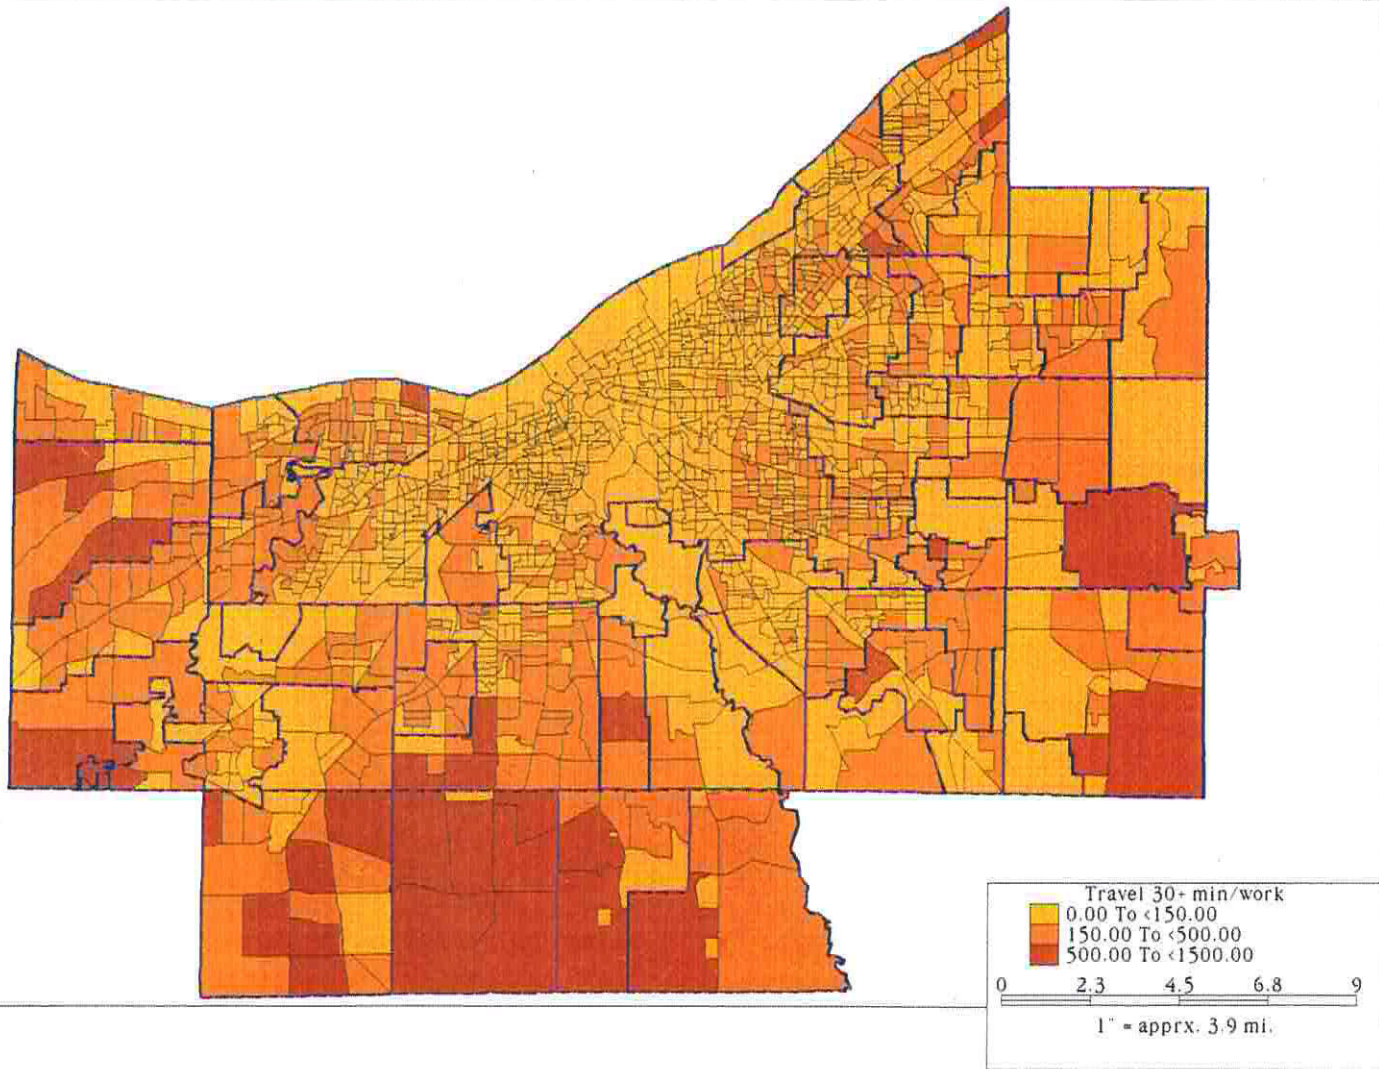 Travel 30+ min/work
0.00 To <150.00
150.00 To <500.00
500.00 To <1500.00
0 2.3 4.5 6.8 9
1" = apprx. 3.9 mi.